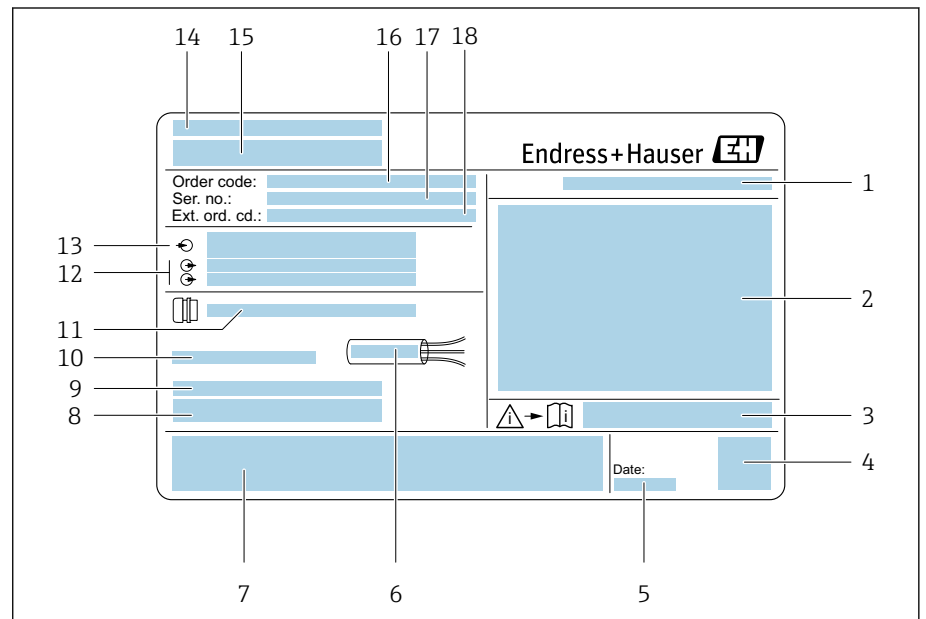 14 15 16 17 18
Endress+Hauser EH
Order code:
Ser. no.:
Ext. ord. cd.:
1
13
12
2
11
10
9
8
i i
3
Date:
4
7 6 5